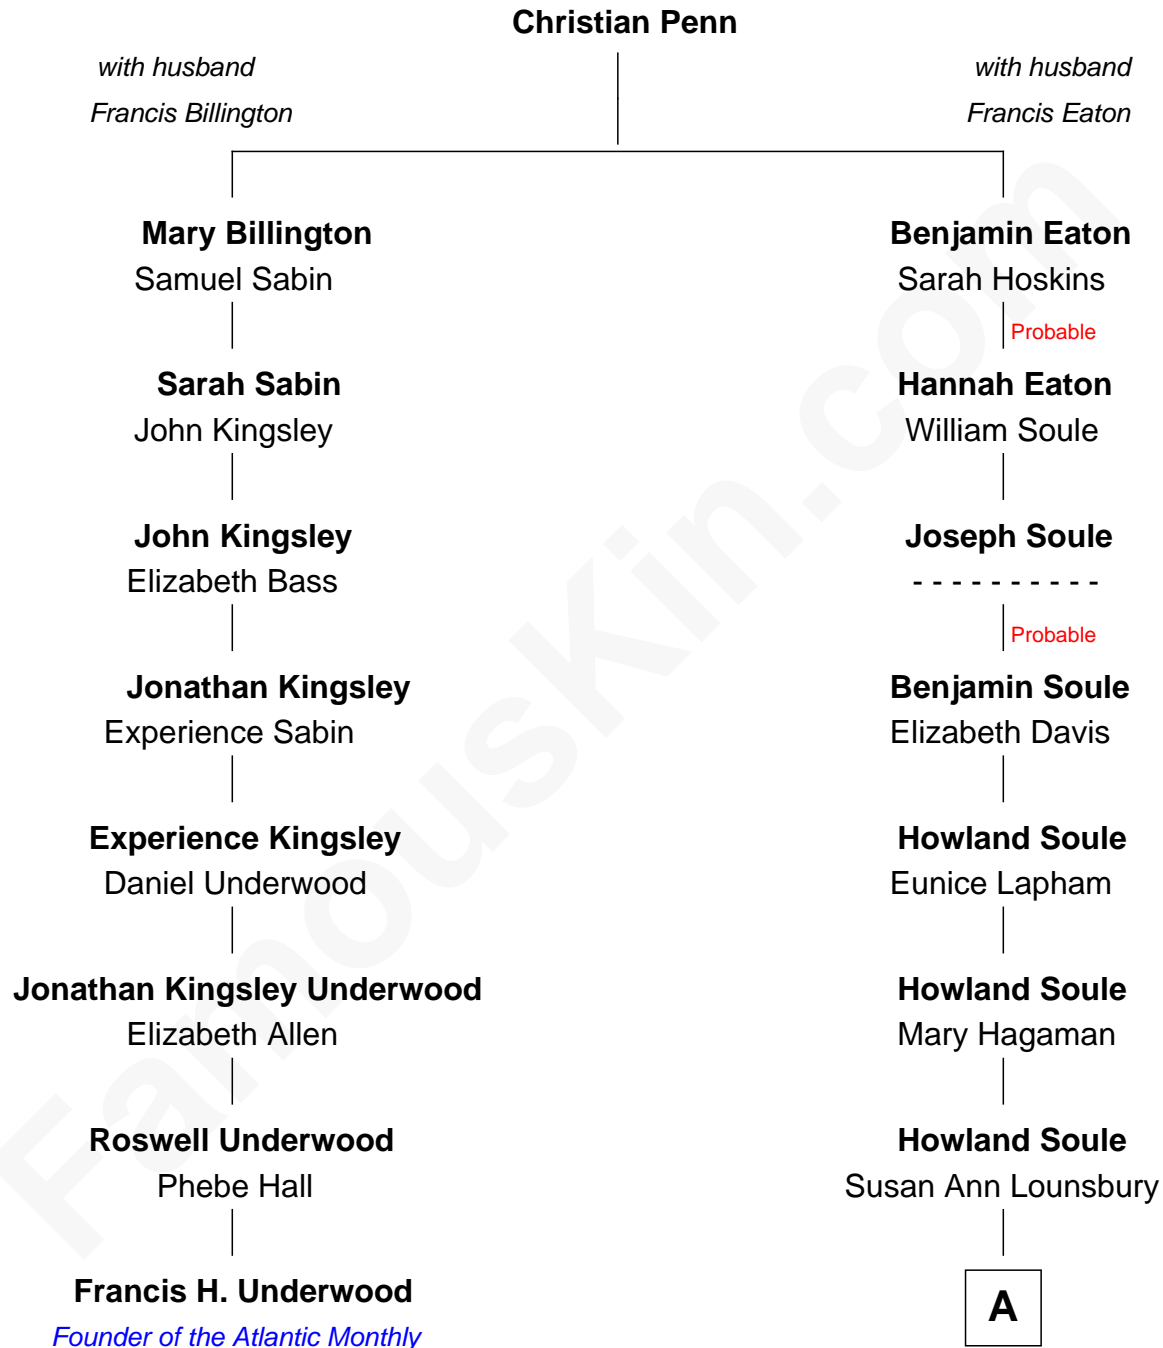 Christian Penn
with husband
Francis Billington
with husband
Francis Eaton
Mary Billington
Samuel Sabin
Benjamin Eaton
Sarah Hoskins
Probable
Sarah Sabin
John Kingsley
Hannah Eaton
William Soule
John Kingsley
Elizabeth Bass
Joseph Soule
- - - - - - - - - -
Probable
Jonathan Kingsley
Experience Sabin
Benjamin Soule
Elizabeth Davis
Experience Kingsley
Daniel Underwood
Howland Soule
Eunice Lapham
Jonathan Kingsley Underwood
Elizabeth Allen
Howland Soule
Mary Hagaman
Roswell Underwood
Phebe Hall
Howland Soule
Susan Ann Lounsbury
Francis H. Underwood
Founder of the Atlantic Monthly
A
FamousKin.com